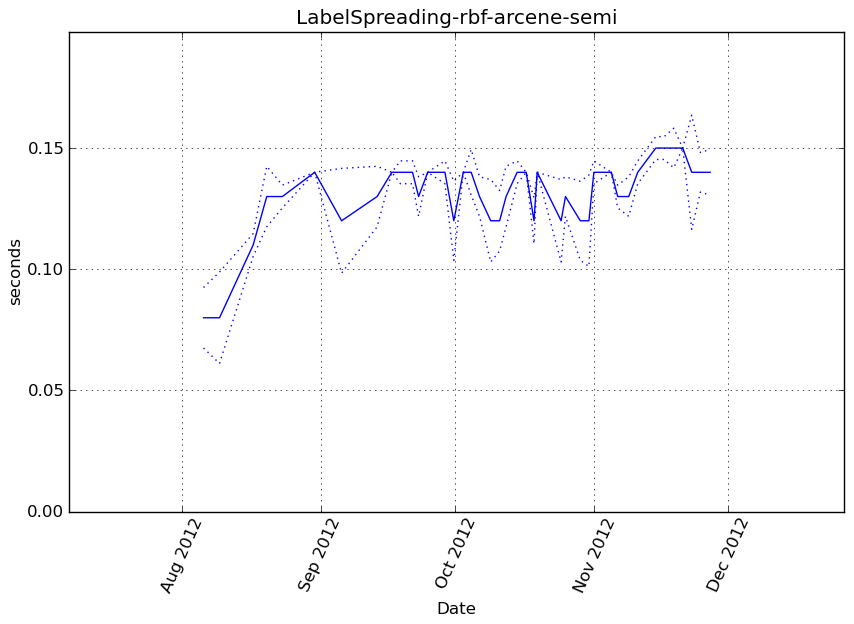 LabelSpreading-rbf-arcene-semi
seconds
0.15
0.10
0.05
0.00
Aug 2012
Sep 2012
Oct 2012
Nov 2012
Dec 2012
Date